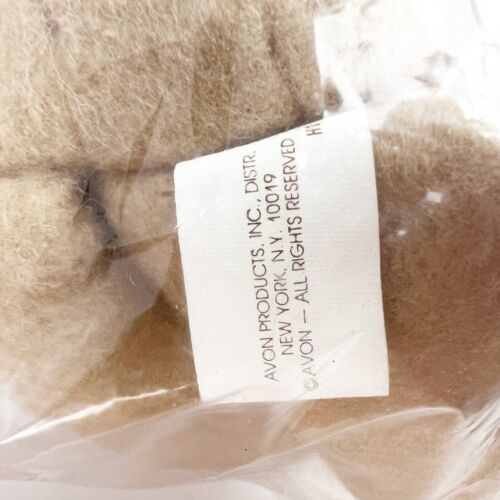 AVON PRODUCTS. INC., DISTR.
NEW YORK, N.Y. 10019
© AVON — ALL RIGHTS RESERVED